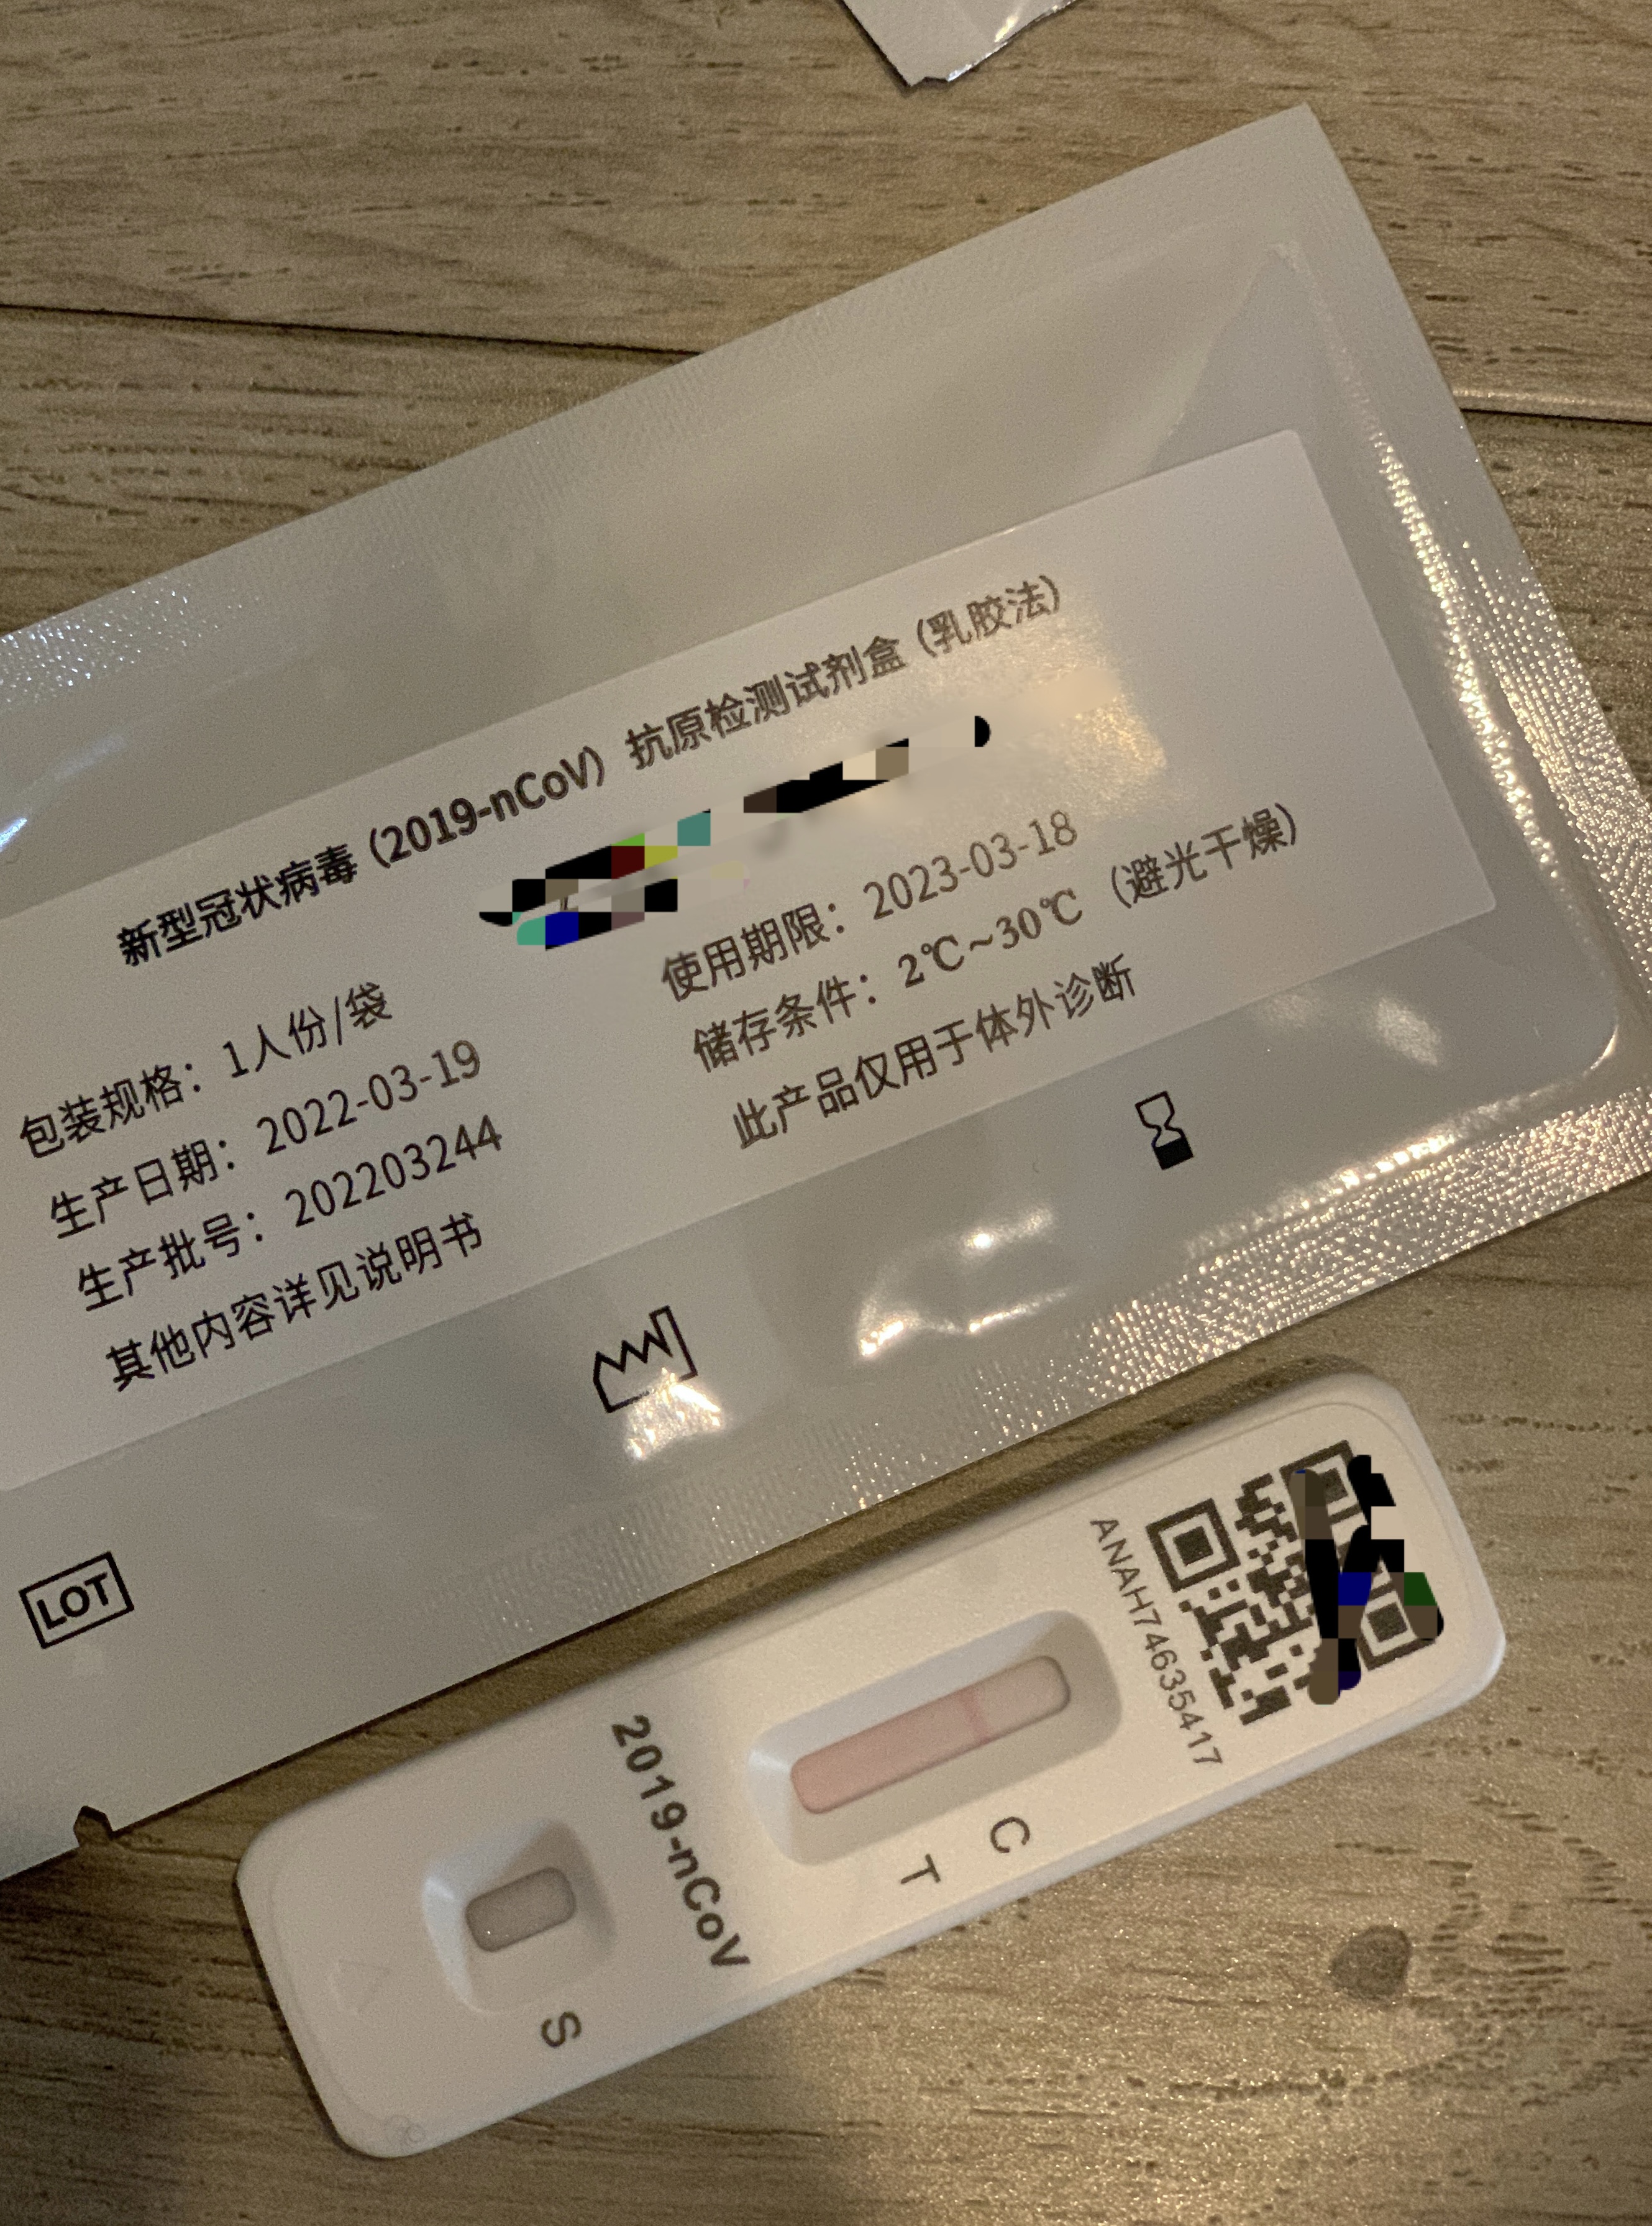 新型冠状病毒（2019-nCoV）抗原检测试剂盒（乳胶法）
包装规格：1人份/袋
生产日期：2022-03-19
生产批号：202203244
其他内容详见说明书
使用期限：2023-03-18
储存条件：2℃~30℃（避光干燥）
此产品仅用于体外诊断
LOT
ANAH74635417
2019-nCoV
C
T
S